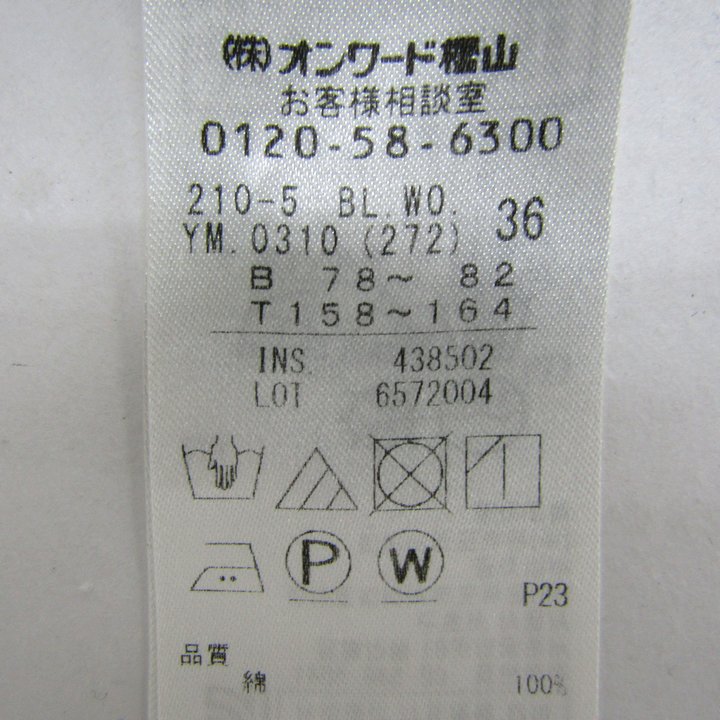 (株)オンワード樫山
お客様相談室
0120-58-6300
210-5 BL.WO. 36
YM.0310(272)
B 78～ 82
T158～164
INS. 438502
LOT 6572004
P
W
P23
品質
綿 100%